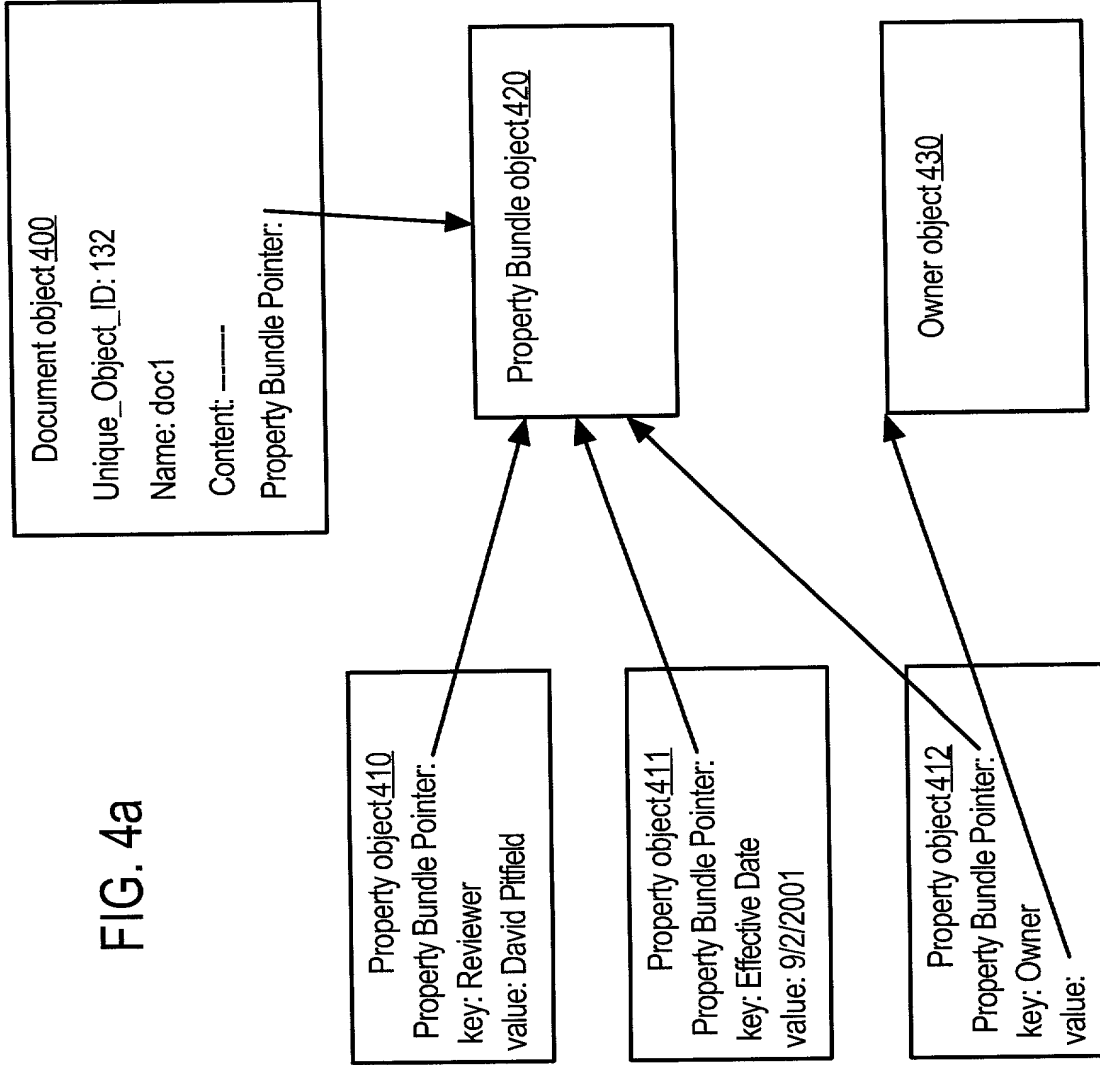 FIG. 4a
Document object 400
Unique_Object_ID: 132
Name: doc1
Content: -------
Property Bundle Pointer:
Property object 410
Property Bundle Pointer:
key: Reviewer
value: David Pitfield
Property Bundle object 420
Property object 411
Property Bundle Pointer:
key: Effective Date
value: 9/2/2001
Property object 412
Property Bundle Pointer:
key: Owner
value:
Owner object 430